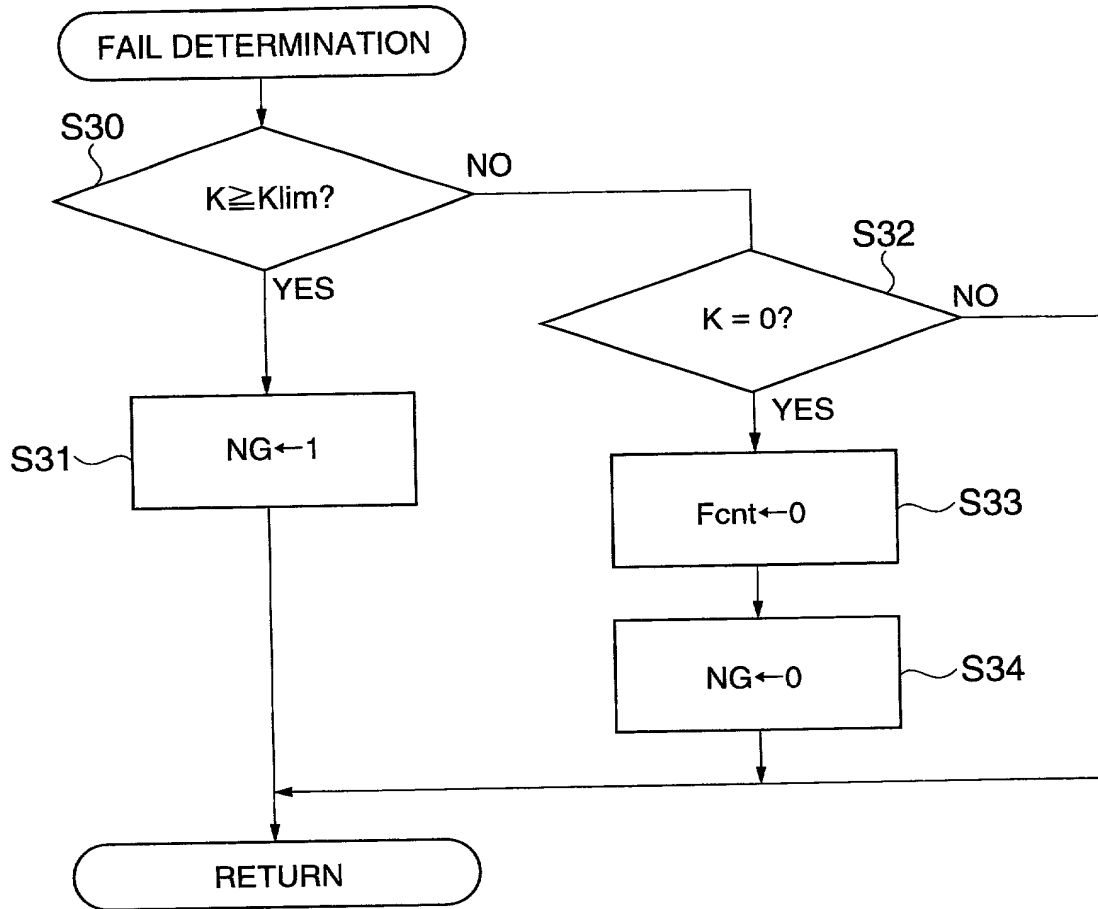 FAIL DETERMINATION
S30
K≧Klim?
NO
YES
S32
K = 0?
NO
YES
S31
NG←1
Fcnt←0
S33
NG←0
S34
RETURN